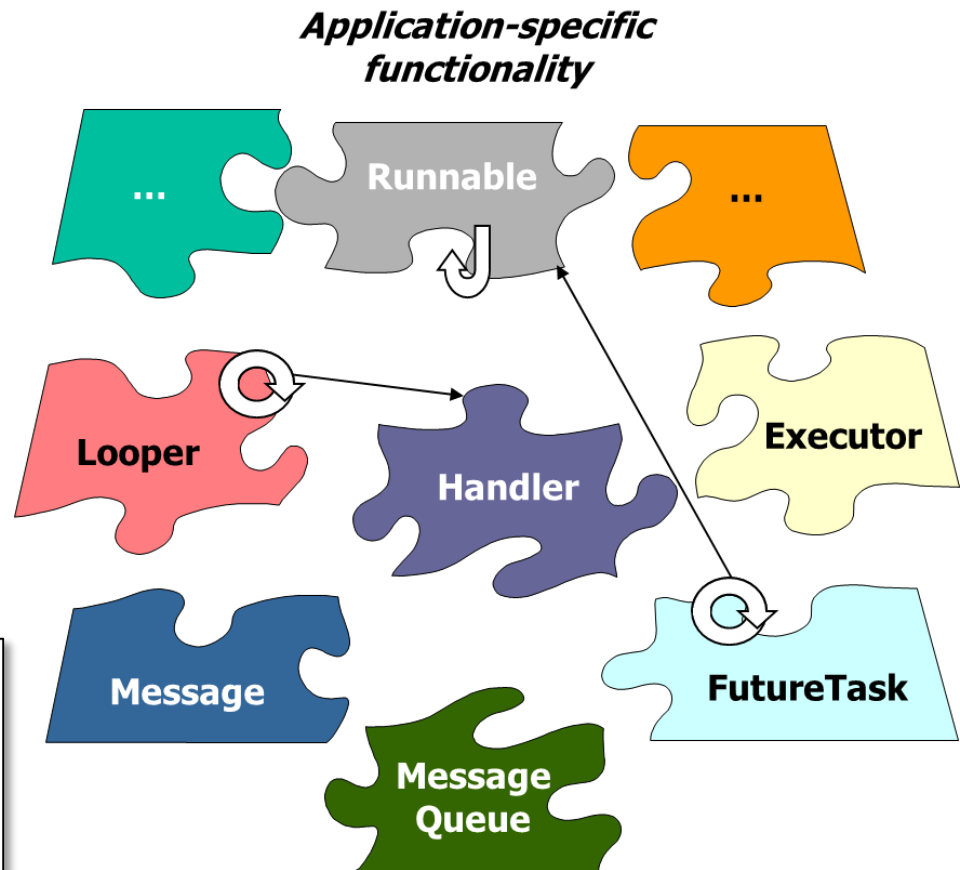 Application-specific
functionality
...
Runnable
...
Looper
Handler
Executor
Message
FutureTask
Message
Queue